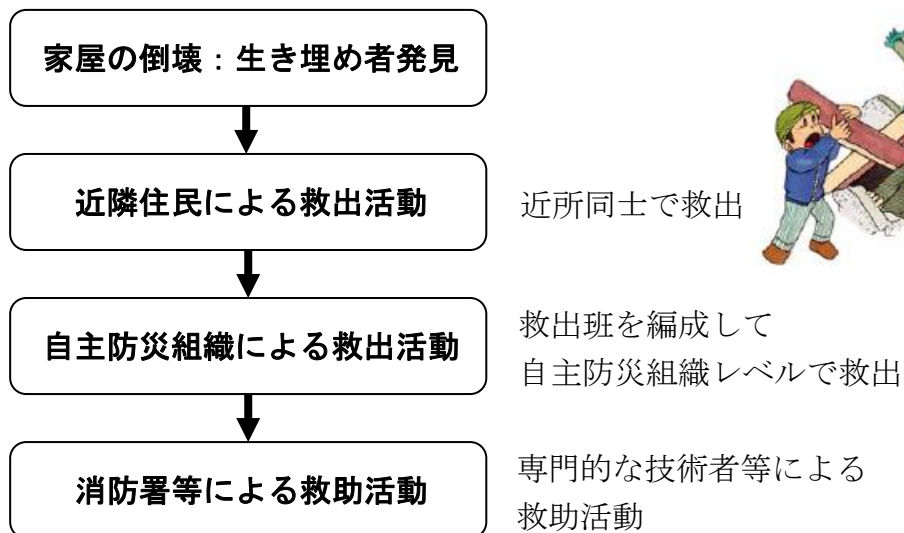 家屋の倒壊：生き埋め者発見
近隣住民による救出活動
近所同士で救出
自主防災組織による救出活動
救出班を編成して
自主防災組織レベルで救出
消防署等による救助活動
専門的な技術者等による
救助活動